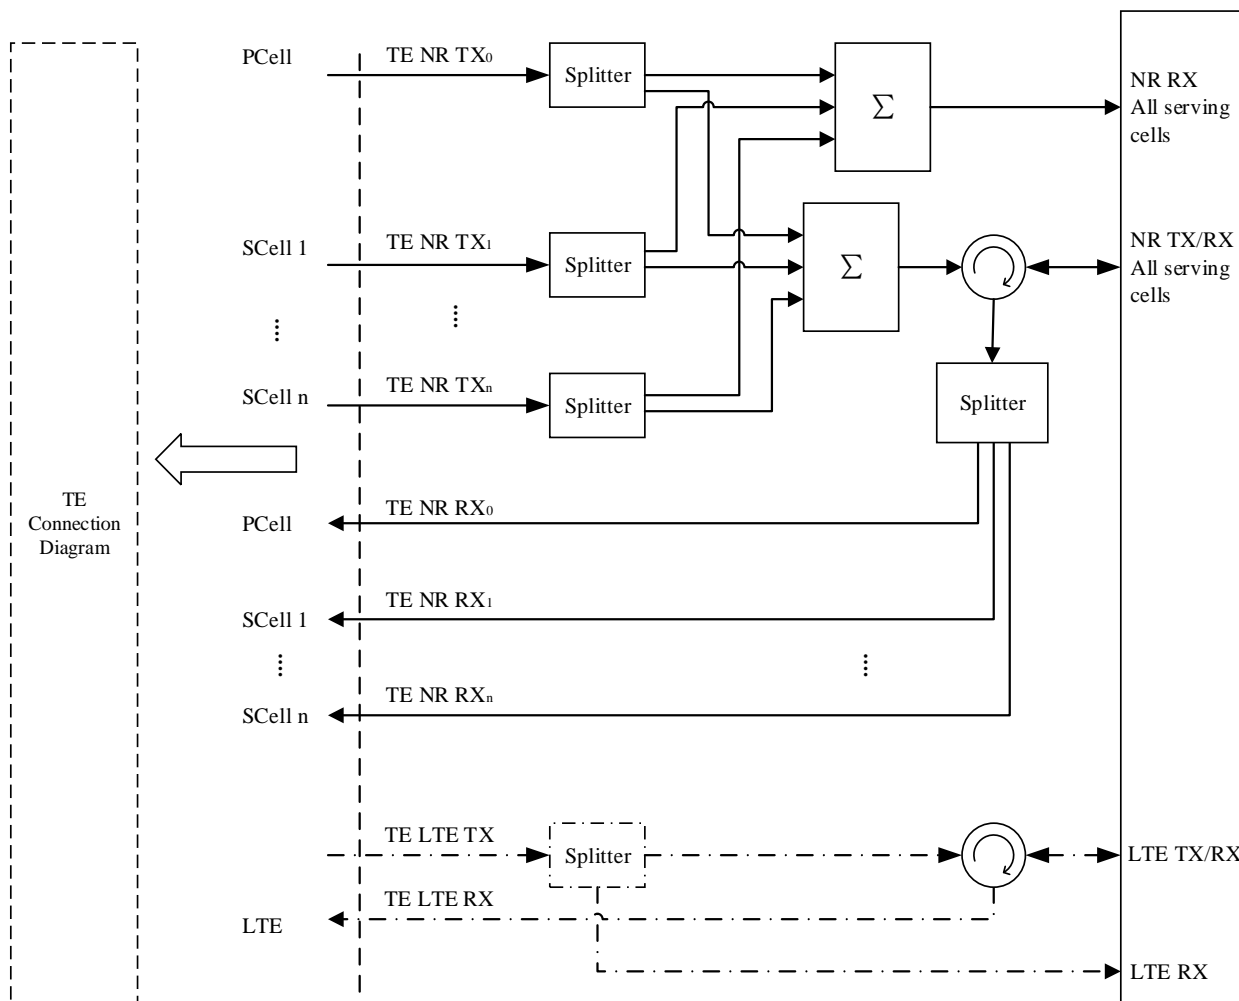 PCell
TE NR TX0
Splitter
Σ
NR RX
All serving
cells
SCell 1
TE NR TX1
Splitter
Σ
NR TX/RX
All serving
cells
SCell n
TE NR TXn
Splitter
Splitter
TE
Connection
Diagram
PCell
TE NR RX0
SCell 1
TE NR RX1
SCell n
TE NR RXn
TE LTE TX
Splitter
LTE TX/RX
TE LTE RX
LTE
LTE RX